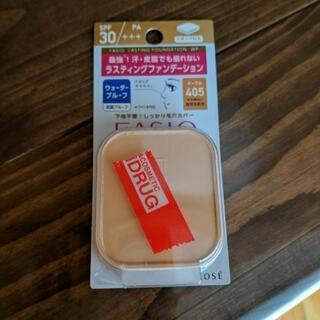 SPF
30/+++
PA
FASIO LASTING FOUNDATION WP
最強!汗・皮脂でも崩れない
ラスティングファンデーション
ウォーター
プルーフ
オークル
405
下地不要!しっかり毛穴カバー
FASIO
COSMETIC
DRUG
KOSÉ